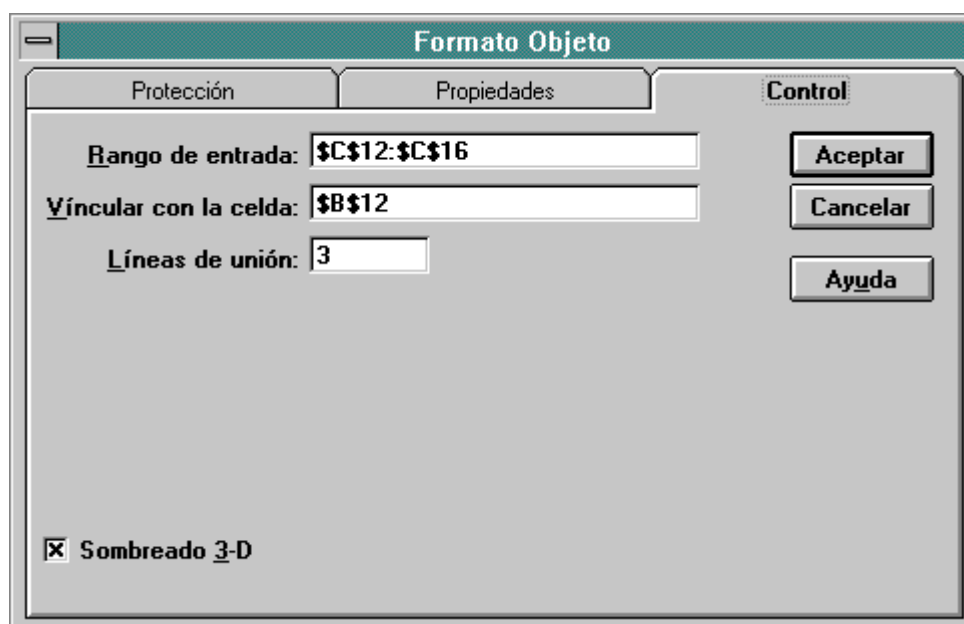 Formato Objeto
Protección
Propiedades
Control
Rango de entrada: $C$12:$C$16
Aceptar
Víncular con la celda: $B$12
Cancelar
Líneas de unión: 3
Ayuda
Sombreado 3-D